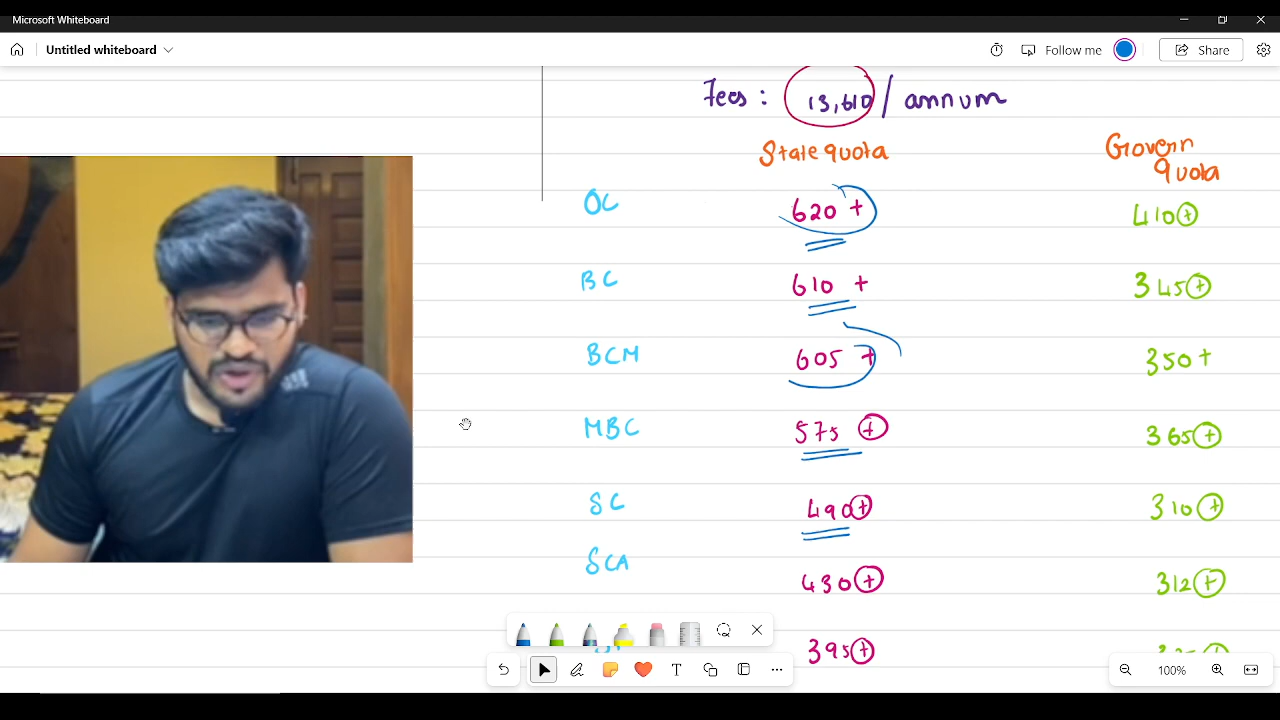 Microsoft Whiteboard
Untitled whiteboard
Follow me
Share
Fees : 13,610 / annum
State quota
Govern quota
OC 620 + 410 +
BC 610 + 345 +
BCM 605 + 350 +
MBC 575 + 365 +
SC 490 + 310 +
SCA 430 + 312 +
395 +
T
100%